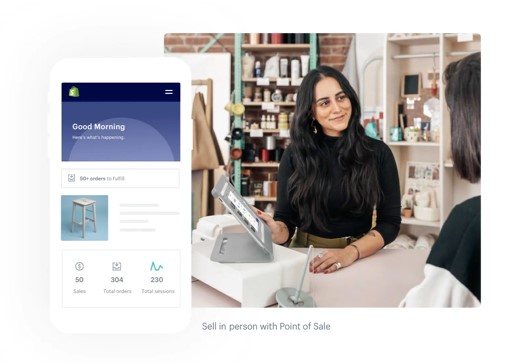 Good Morning
Here's what's happening.
50+ orders to fulfill
50
304
230
Sales
Total orders
Total sessions
Sell in person with Point of Sale